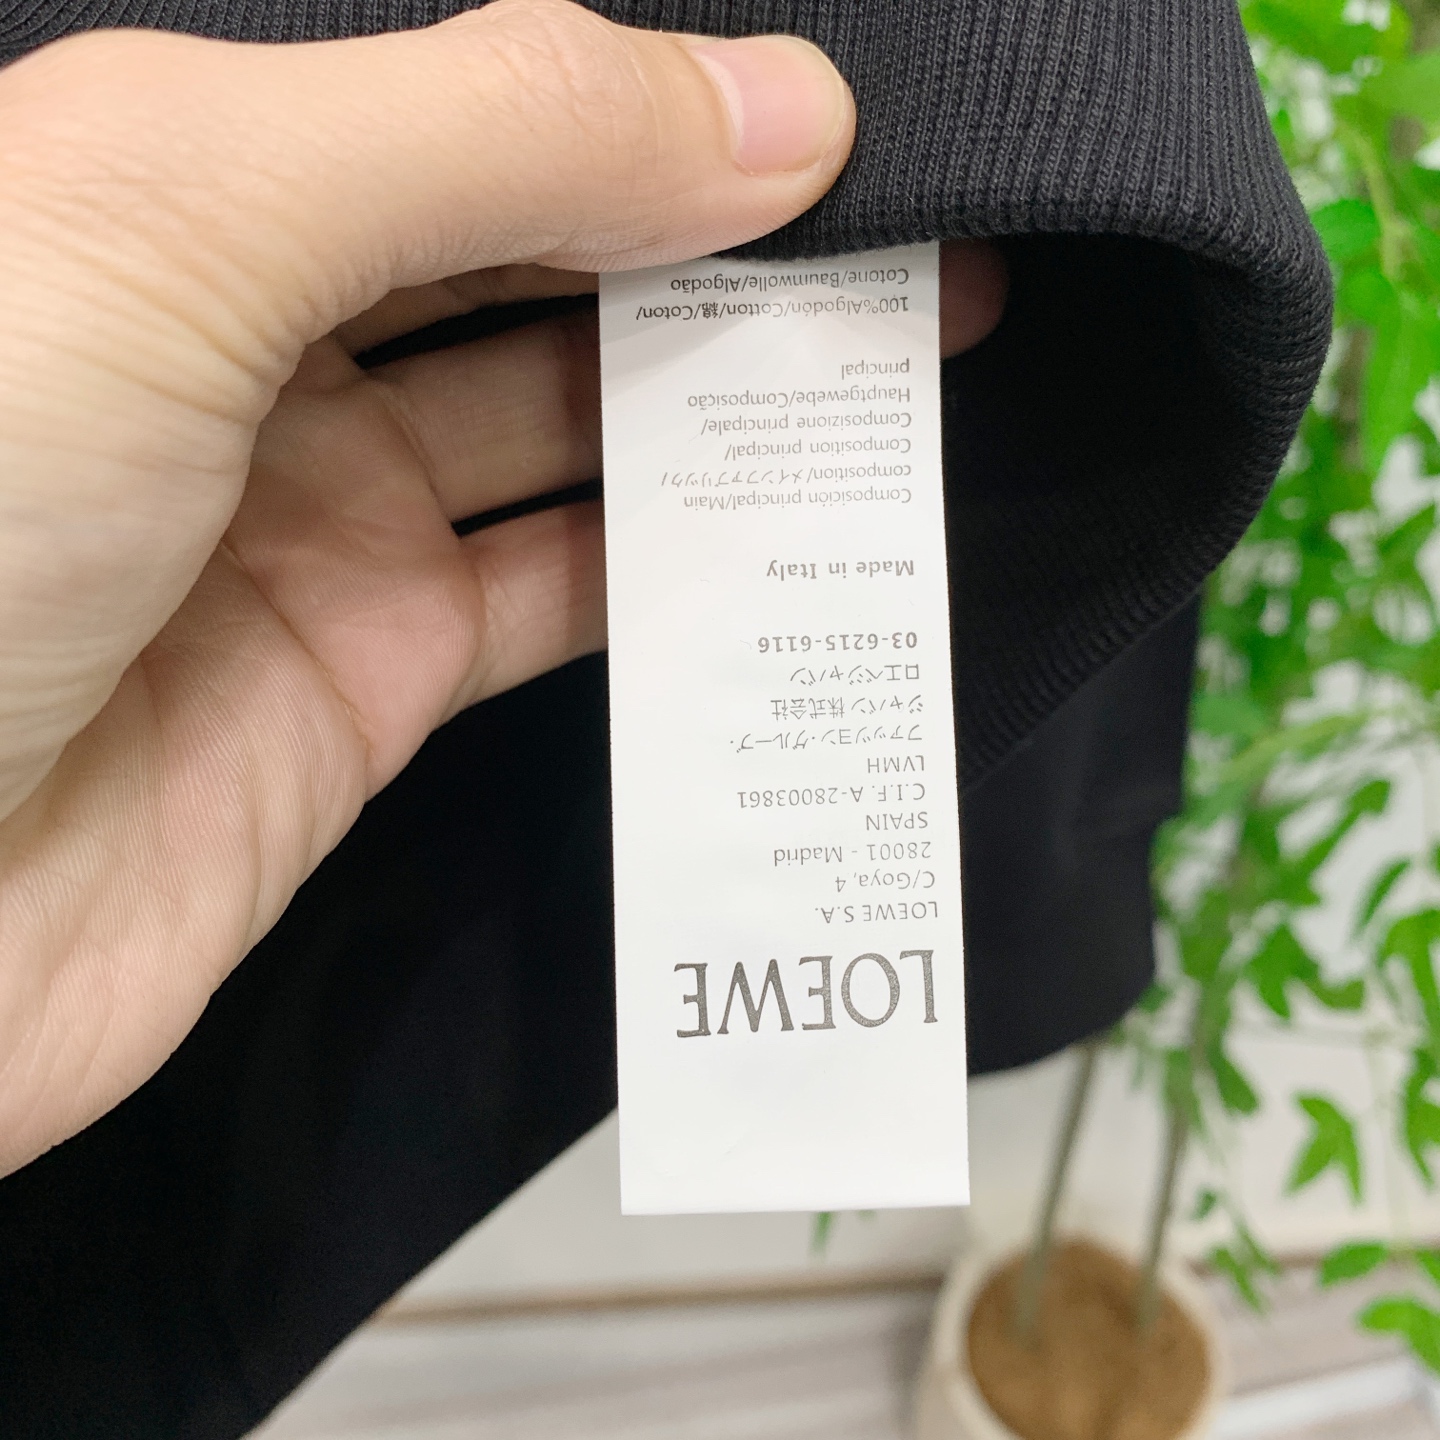 LOEWE
LOEWE S.A.
C/Goya, 4
28001 - Madrid
SPAIN
C.I.F. A-28003861
LVMH
ファッツヨン・グループ・
ジャパン 株式会社
ロエベジャパン
03-6215-6116
Made in Italy
Composición principal/Main
composition/メインファブリック/
Composition principal/
Composizione principale/
Hauptgewebe/Composição
principal
100%Algodón/Cotton/綿/Coton/
Cotone/Baumwolle/Algodão